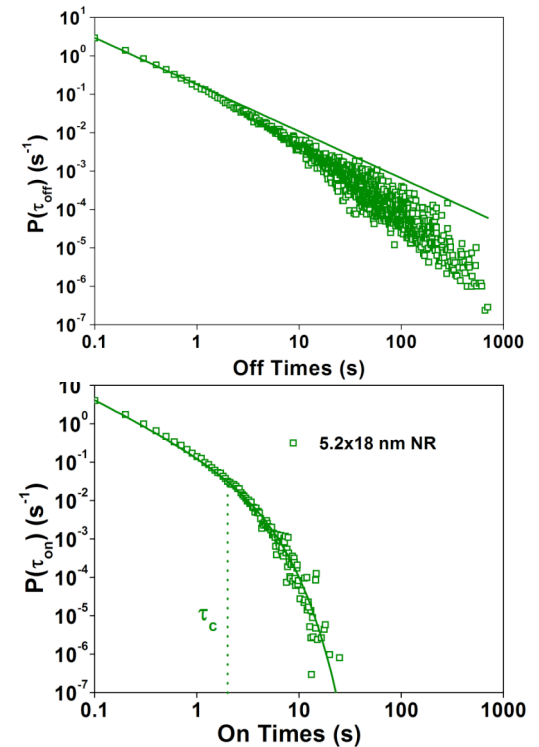 10^1
10^0
10^-1
10^-2
10^-3
10^-4
10^-5
10^-6
10^-7
P(τ_off) (s^-1)
0.1 1 10 100 1000
Off Times (s)
10
10^0
10^-1
10^-2
10^-3
10^-4
10^-5
10^-6
10^-7
P(τ_on) (s^-1)
5.2x18 nm NR
τ_c
0.1 1 10 100 1000
On Times (s)